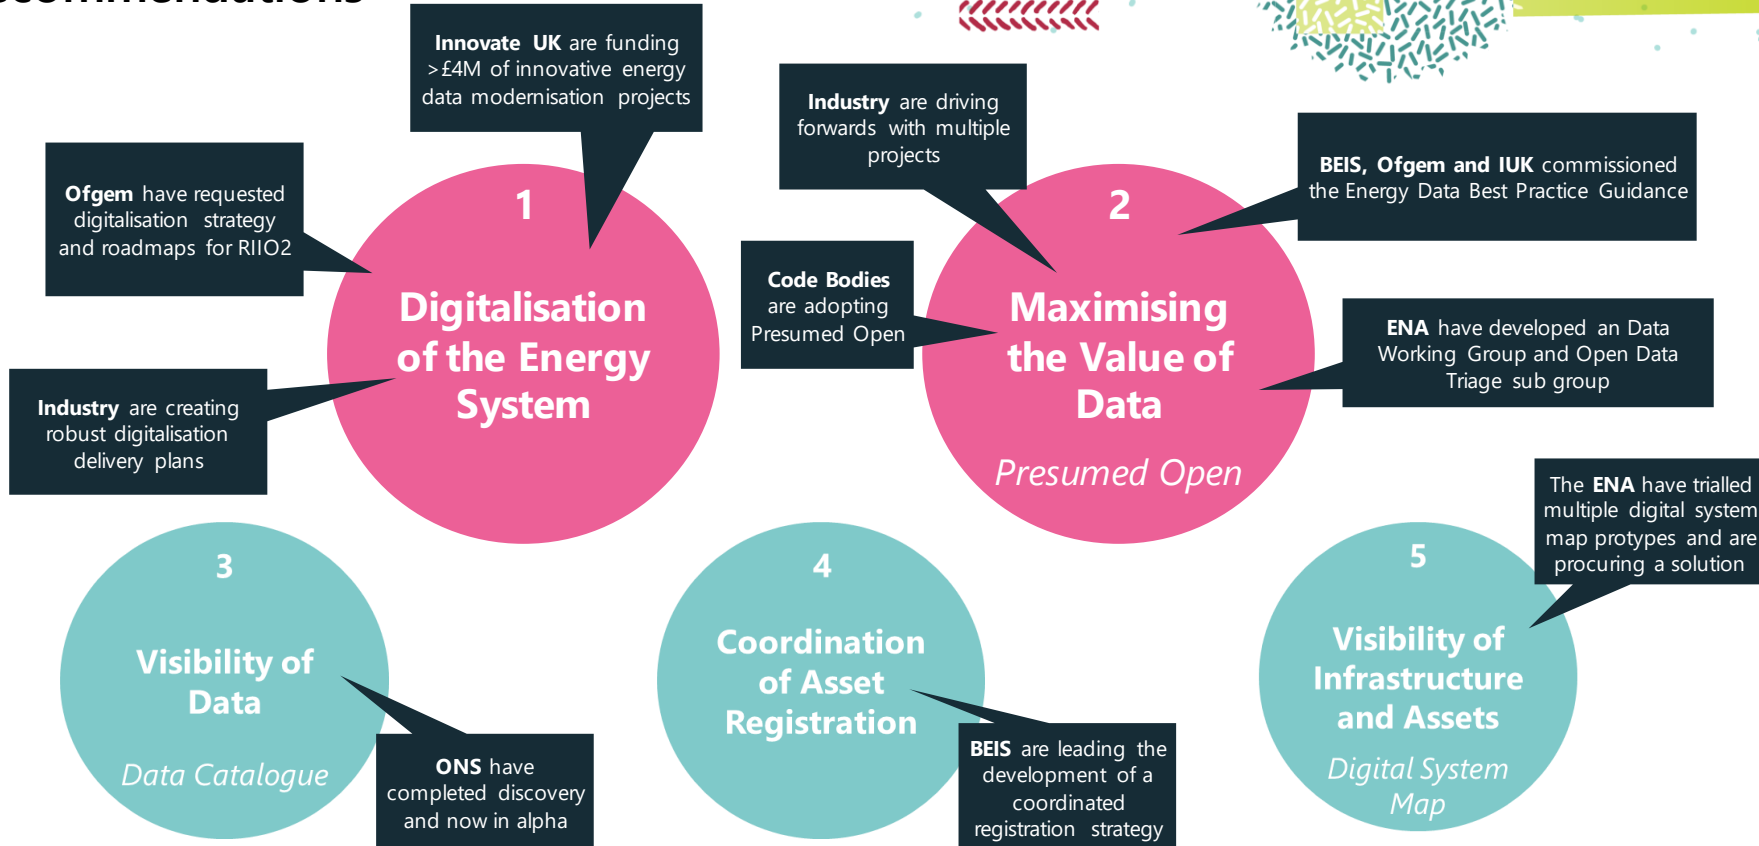 Innovate UK are funding
>£4M of innovative energy
data modernisation projects
Ofgem have requested
digitalisation strategy
and roadmaps for RIIO2
Industry are creating
robust digitalisation
delivery plans
1
Digitalisation
of the Energy
System
Industry are driving
forwards with multiple
projects
Code Bodies
are adopting
Presumed Open
2
Maximising
the Value of
Data
Presumed Open
BEIS, Ofgem and IUK commissioned
the Energy Data Best Practice Guidance
ENA have developed an Data
Working Group and Open Data
Triage sub group
3
Visibility of
Data
Data Catalogue
ONS have
completed discovery
and now in alpha
4
Coordination
of Asset
Registration
BEIS are leading the
development of a
coordinated
registration strategy
5
Visibility of
Infrastructure
and Assets
Digital System
Map
The ENA have trialled
multiple digital system
map protypes and are
procuring a solution